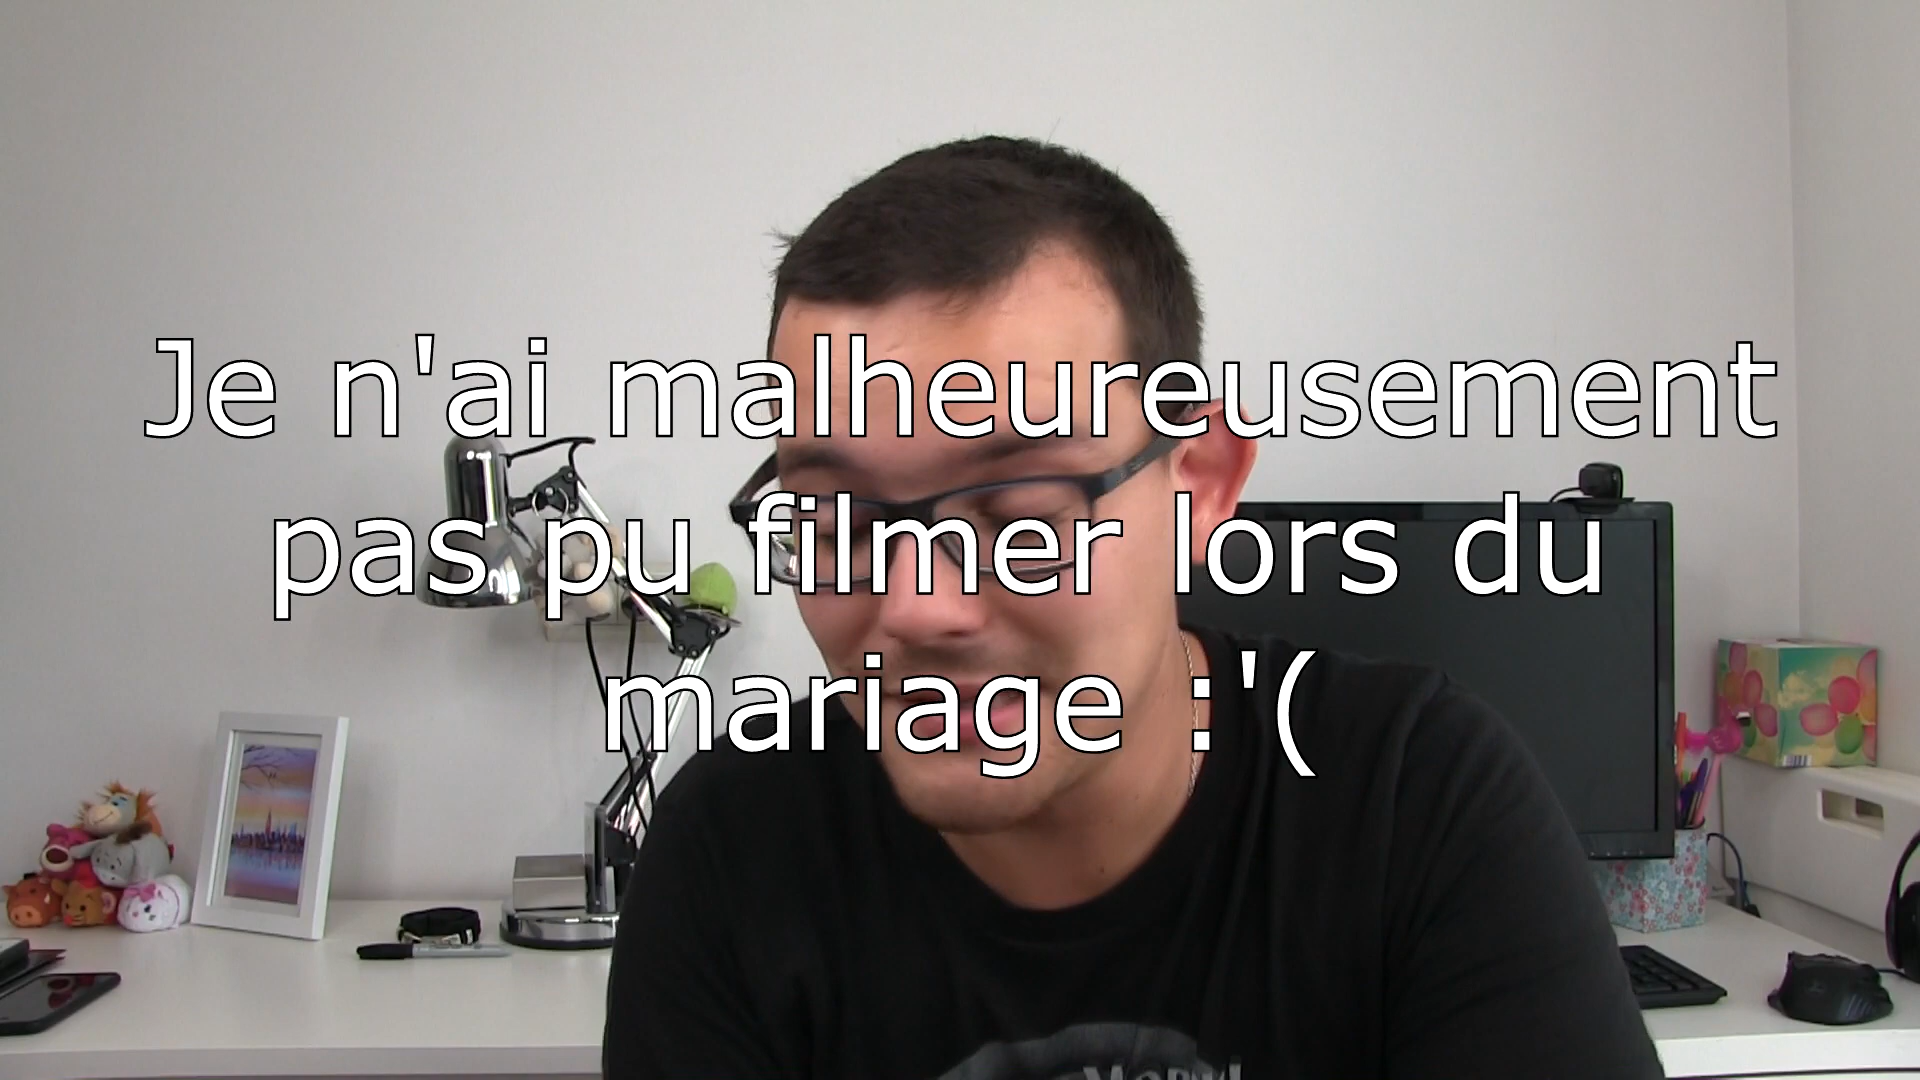 Je n'ai malheureusement
pas pu filmer lors du
mariage :'(